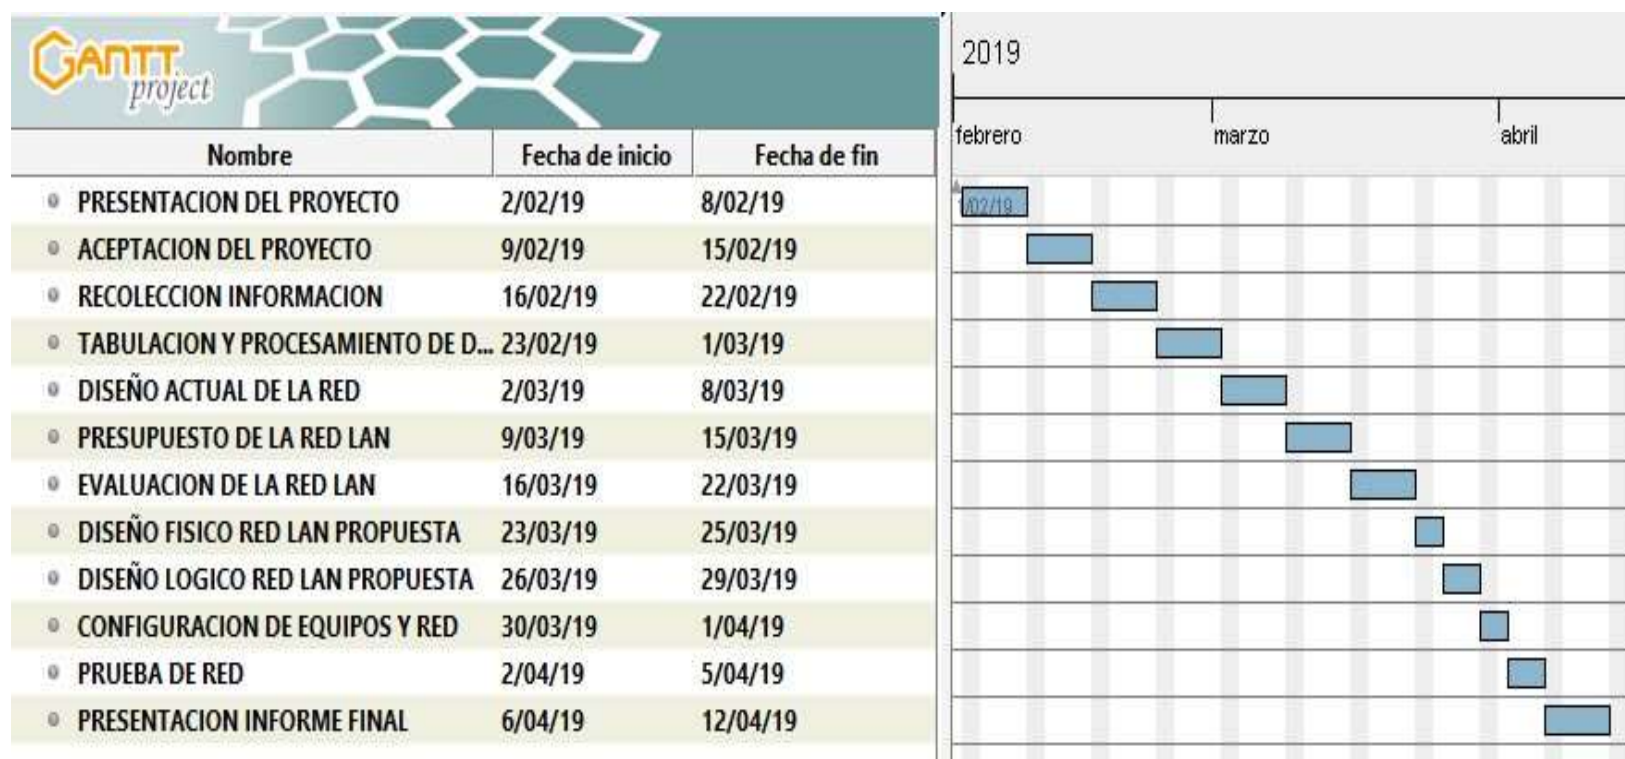 GANTT
project
2019
febrero marzo abril
Nombre Fecha de inicio Fecha de fin
PRESENTACION DEL PROYECTO 2/02/19 8/02/19
1/02/19
ACEPTACION DEL PROYECTO 9/02/19 15/02/19
RECOLECCION INFORMACION 16/02/19 22/02/19
TABULACION Y PROCESAMIENTO DE D... 23/02/19 1/03/19
DISEÑO ACTUAL DE LA RED 2/03/19 8/03/19
PRESUPUESTO DE LA RED LAN 9/03/19 15/03/19
EVALUACION DE LA RED LAN 16/03/19 22/03/19
DISEÑO FISICO RED LAN PROPUESTA 23/03/19 25/03/19
DISEÑO LOGICO RED LAN PROPUESTA 26/03/19 29/03/19
CONFIGURACION DE EQUIPOS Y RED 30/03/19 1/04/19
PRUEBA DE RED 2/04/19 5/04/19
PRESENTACION INFORME FINAL 6/04/19 12/04/19